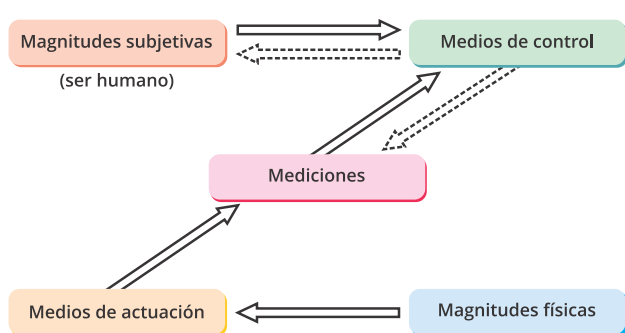 Magnitudes subjetivas
(ser humano)
Medios de control
Mediciones
Medios de actuación
Magnitudes físicas